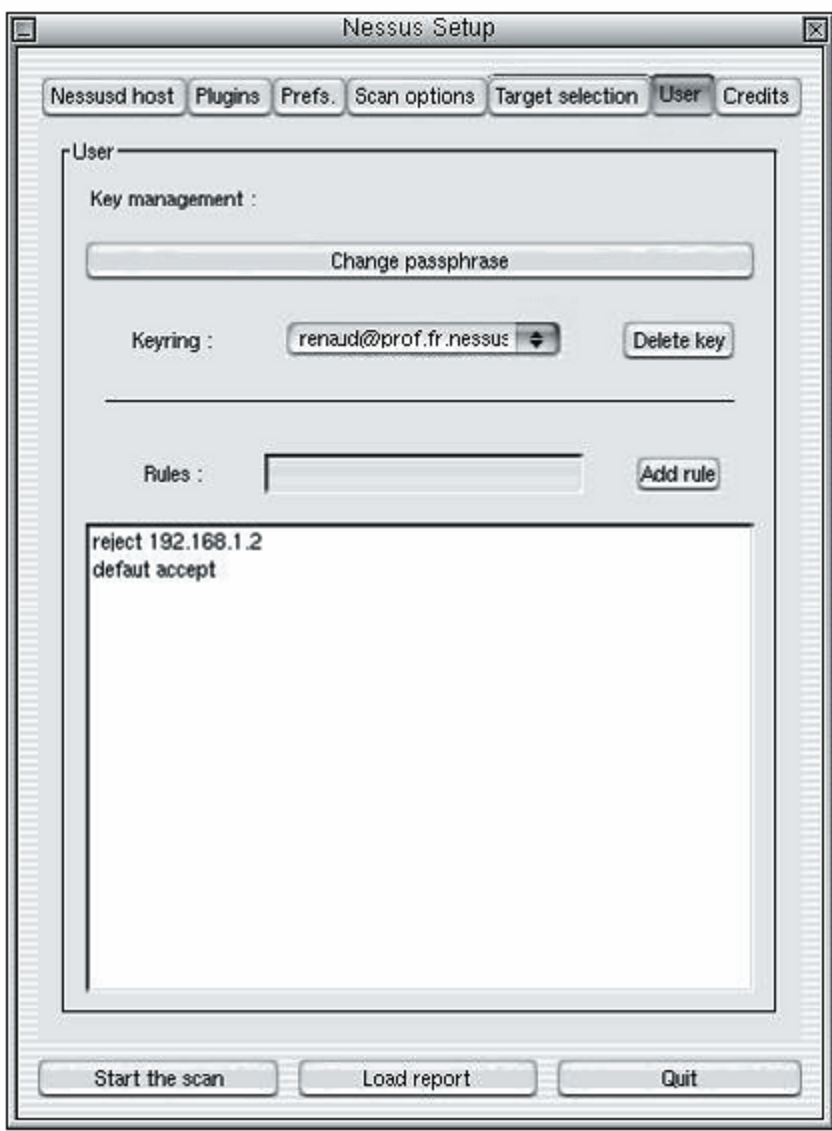 Nessus Setup
Nessusd host Plugins Prefs. Scan options Target selection User Credits
User
Key management :
Change passphrase
Keyring : renaud@prof.fr.nessus Delete key
Rules : Add rule
reject 192.168.1.2
defaut accept
Start the scan Load report Quit